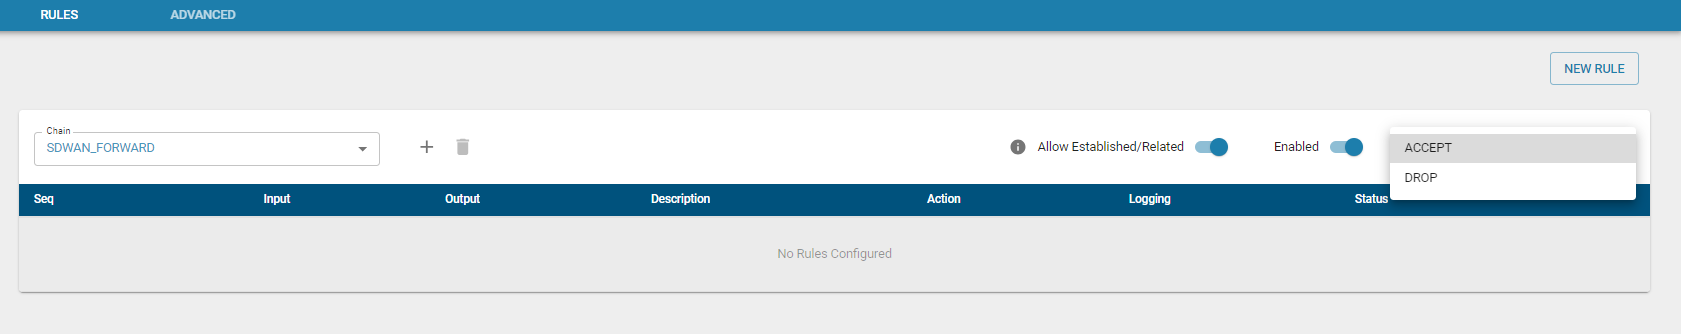 RULES ADVANCED
NEW RULE
Chain
SDWAN_FORWARD
Allow Established/Related
Enabled
ACCEPT
DROP
Seq Input Output Description Action Logging Status
No Rules Configured